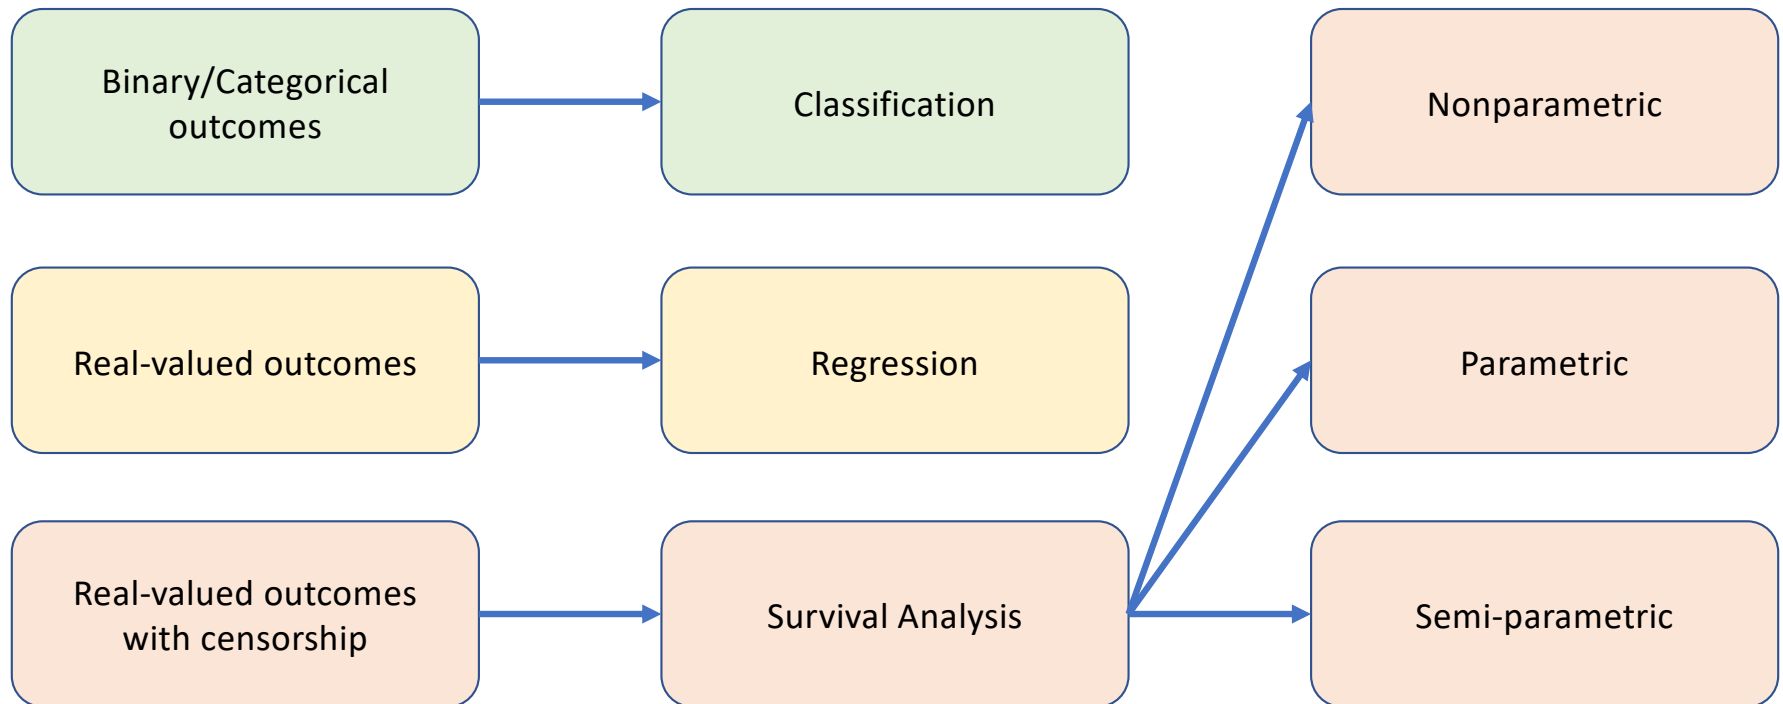 Binary/Categorical
outcomes
Classification
Nonparametric
Real-valued outcomes
Regression
Parametric
Real-valued outcomes
with censorship
Survival Analysis
Semi-parametric